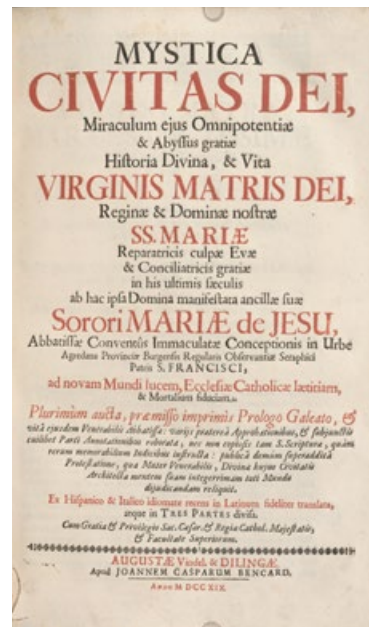 MYSTICA
CIVITAS DEI,
Miraculum ejus Omnipotentiæ
& Abyſſus gratiæ
Hiſtoria Divina, & Vita
VIRGINIS MATRIS DEI,
Reginæ & Dominæ noſtræ
SS. MARIÆ
Reparatricis culpæ Evæ
& Conciliatricis gratiæ
in his ultimis ſæculis
ab hac ipſa Domina manifeſtata ancillæ ſuæ
Sorori MARIÆ de JESU,
Abbatiſſæ Conventûs Immaculatæ Conceptionis in Urbe
Agredana Provinciæ Burgenſis Regularis Obſervantiæ Seraphici
Patris S. FRANCISCI,
ad novam Mundi lucem, Eccleſiæ Catholicæ lætitiam,
& Mortalium fiduciam.
Plurimùm aucta, præmiſſo imprimis Prologo Galeato, &
vitâ ejuſdem Venerabilis Abbatiſſæ: varijs præterea Approbationibus, & ſubjunctis
cuilibet Parti Annotationibus roborata, nec non copioſis tam S. Scripturæ, quàm
rerum memorabilium Indicibus inſtructa: publicâ demùm ſuperadditâ
Proteſtatione, quâ Mater Venerabilis, Divina hujus Civitatis
Architecta mentem ſuam integerrimam toti Mundo
dijudicandam reliquit.
Ex Hiſpanico & Italico idiomate recens in Latinum fideliter translata,
atque in TRES PARTES diviſa.
Cum Gratia & Privilegio Sac. Cæſar. & Regiæ Cathol. Majeſtatis,
& Facultate Superiorum.
AUGUSTÆ Vindel. & DILINGÆ,
Apud JOANNEM CASPARUM BENCARD,
Anno M DCC XIX.